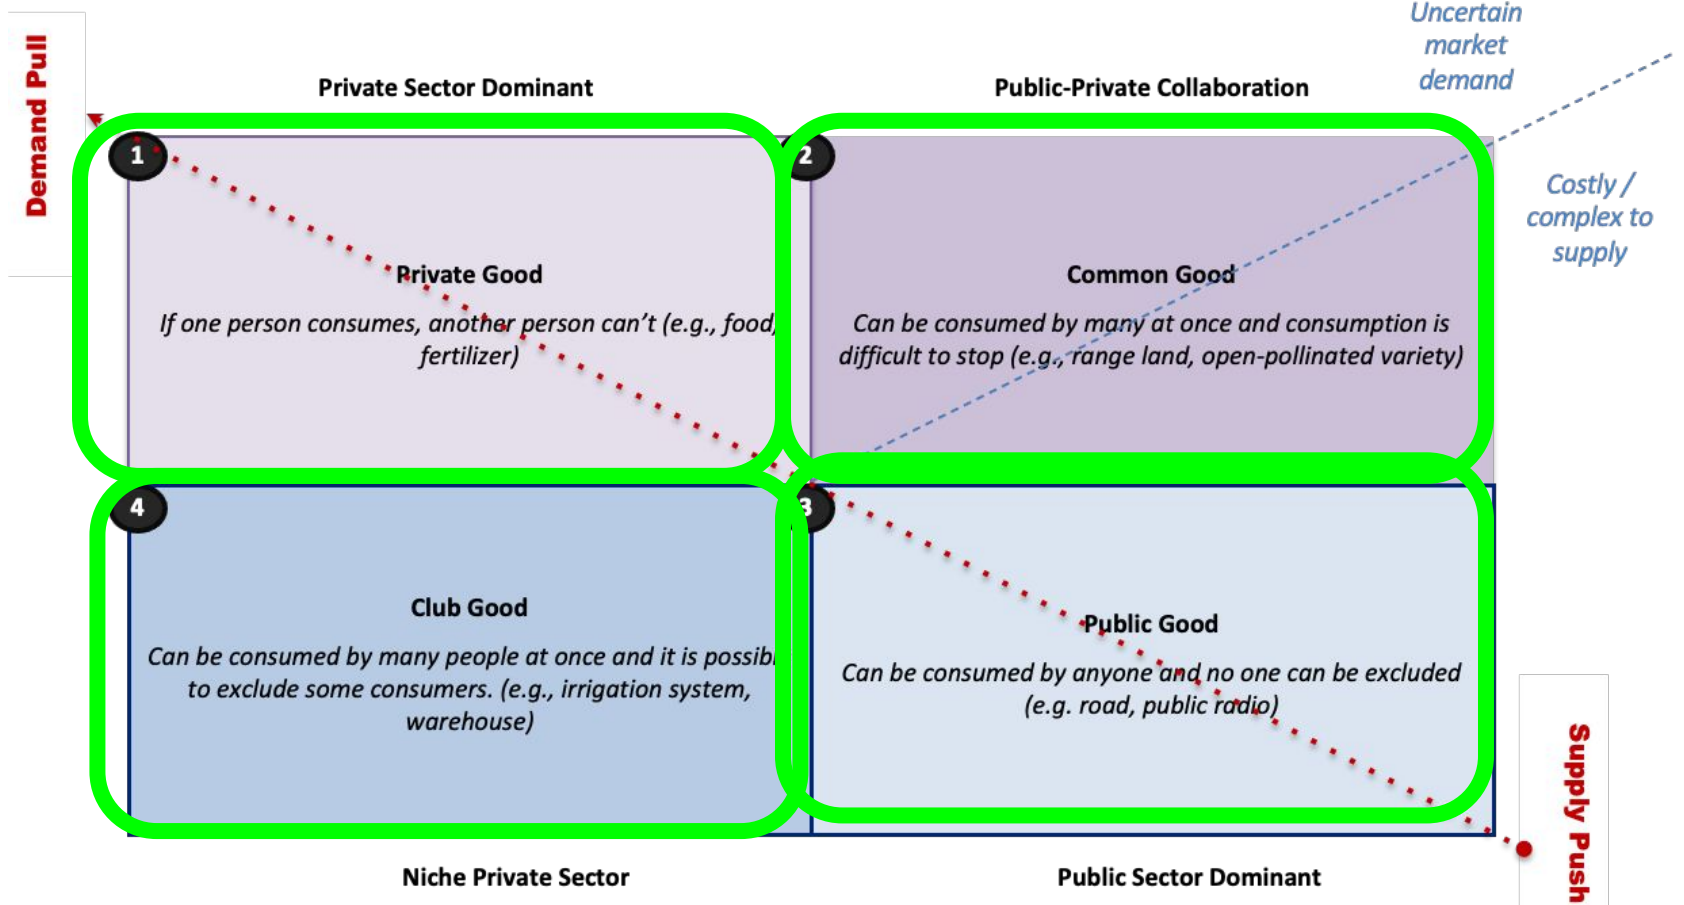 Demand Pull
Private Sector Dominant
Public-Private Collaboration
Uncertain
market
demand
Costly /
complex to
supply
1
Private Good
If one person consumes, another person can't (e.g., food,
fertilizer)
2
Common Good
Can be consumed by many at once and consumption is
difficult to stop (e.g., range land, open-pollinated variety)
4
Club Good
Can be consumed by many people at once and it is possibl
to exclude some consumers. (e.g., irrigation system,
warehouse)
3
Public Good
Can be consumed by anyone and no one can be excluded
(e.g. road, public radio)
Niche Private Sector
Public Sector Dominant
Supply Push